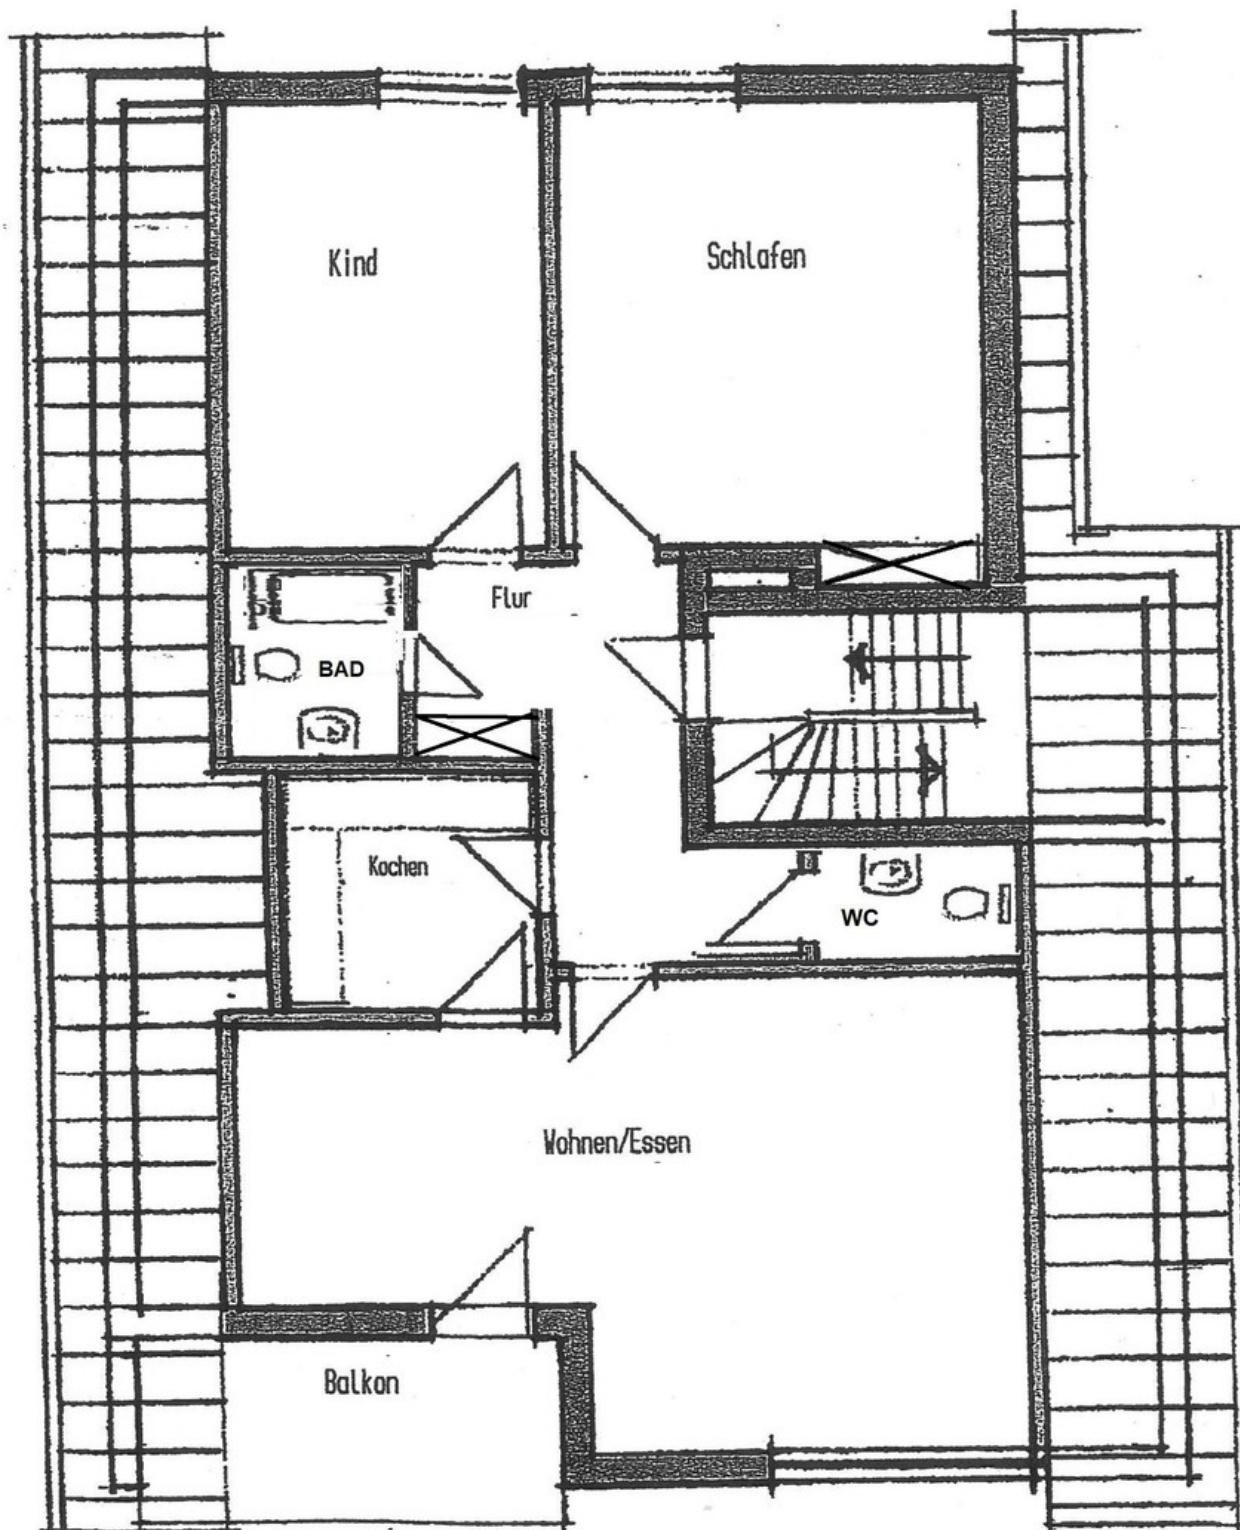 Kind
Schlafen
Flur
BAD
Kochen
WC
Wohnen/Essen
Balkon